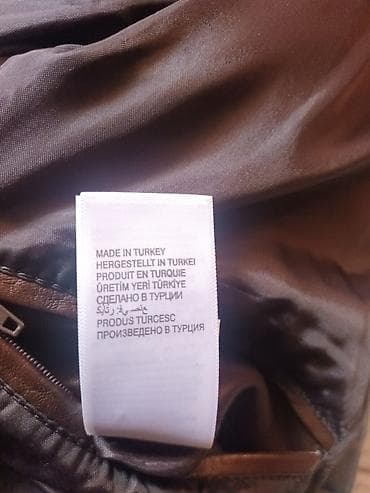 MADE IN TURKEY
HERGESTELLT IN TURKEI
PRODUIT EN TURQUIE
ÜRETİM YERİ TÜRKİYE
СДЕЛАНО В ТУРЦИИ
PRODUS TURCESC
ПРОИЗВЕДЕНО В ТУРЦИЯ